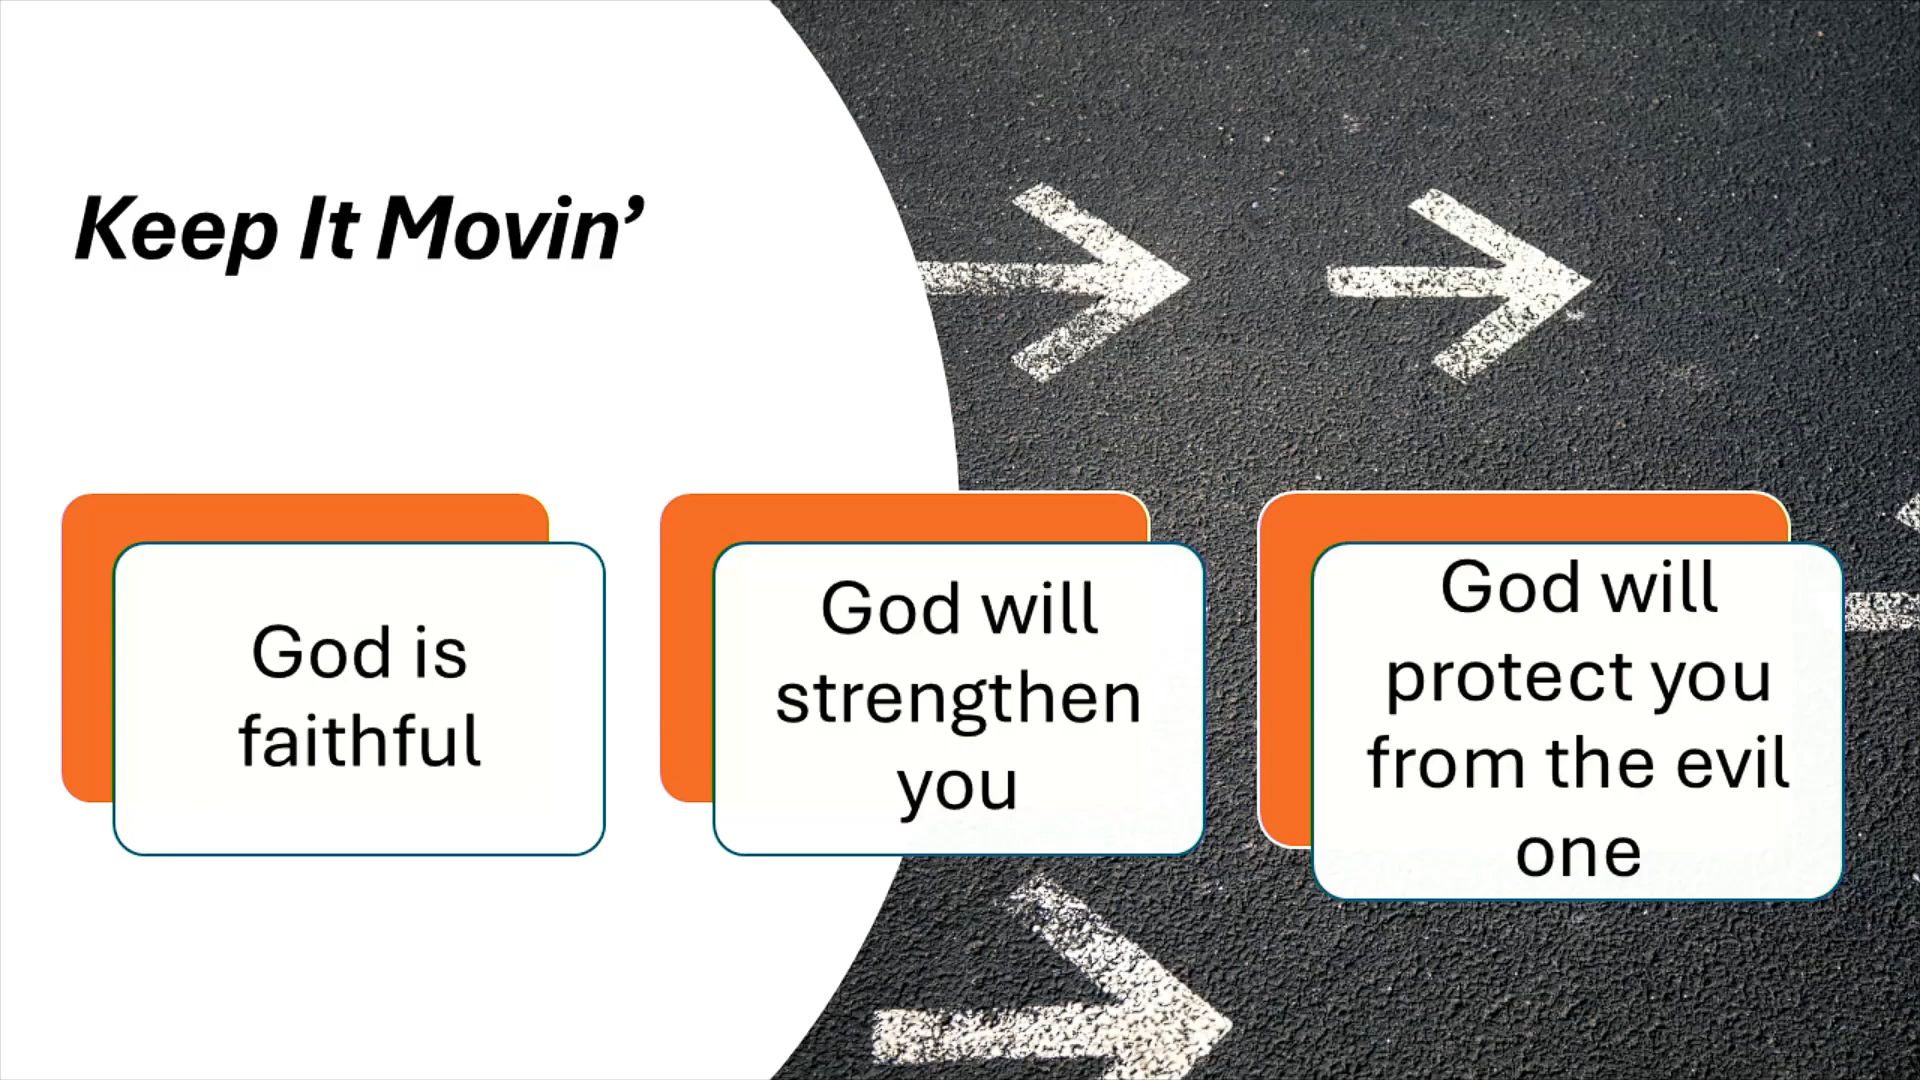 Keep It Movin’
God is
faithful
God will
strengthen
you
God will
protect you
from the evil
one